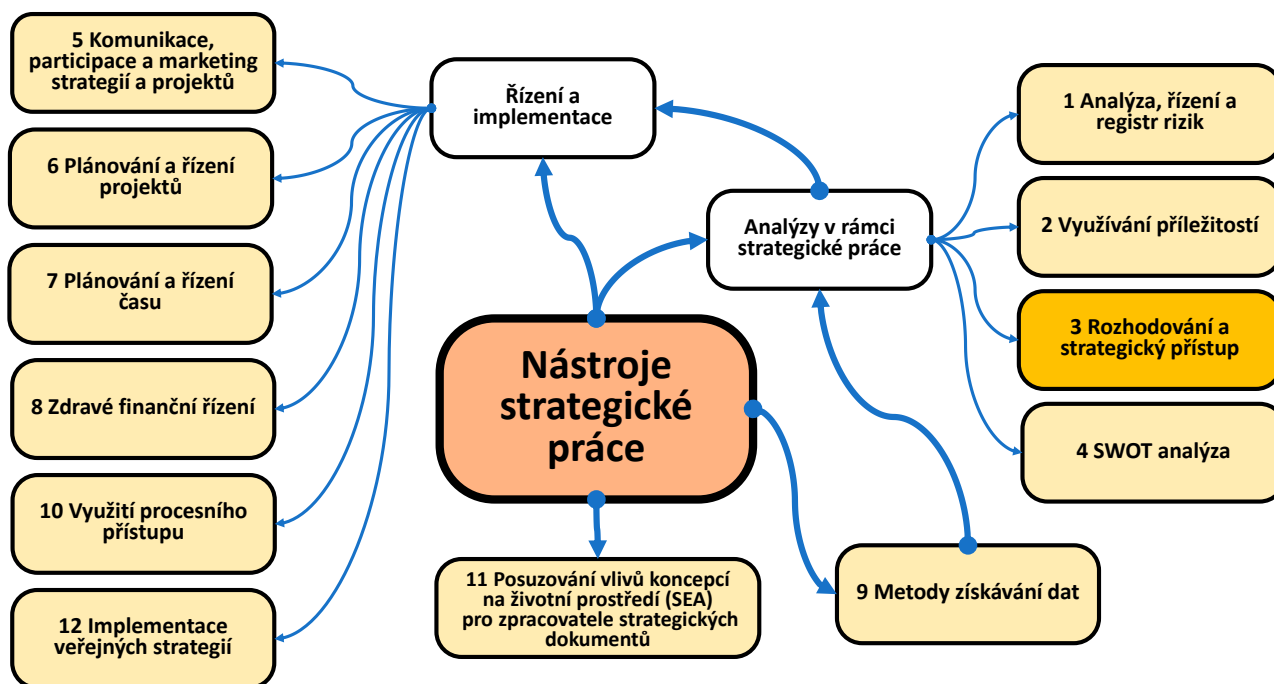 5 Komunikace,
participace a marketing
strategií a projektů
6 Plánování a řízení
projektů
7 Plánování a řízení
času
8 Zdravé finanční řízení
10 Využití procesního
přístupu
12 Implementace
veřejných strategií
Řízení a
implementace
Analýzy v rámci
strategické práce
Nástroje
strategické
práce
11 Posuzování vlivů koncepcí
na životní prostředí (SEA)
pro zpracovatele strategických
dokumentů
9 Metody získávání dat
1 Analýza, řízení a
registr rizik
2 Využívání příležitostí
3 Rozhodování a
strategický přístup
4 SWOT analýza